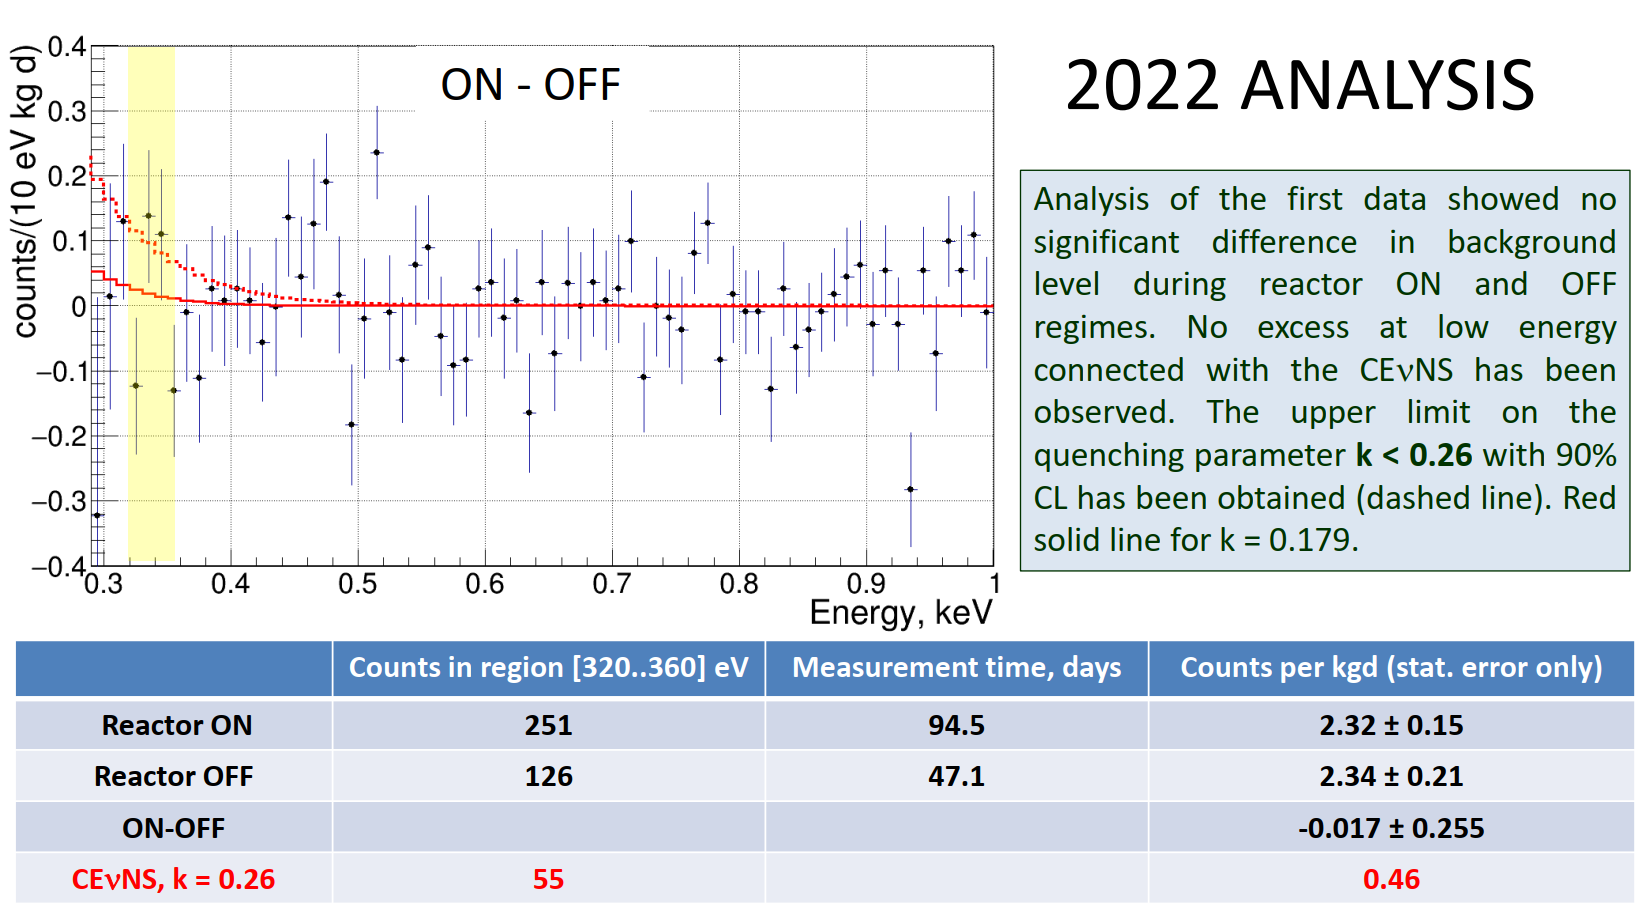 ON - OFF
counts/(10 eV kg d)
0.4
0.3
0.2
0.1
0
−0.1
−0.2
−0.3
−0.4
0.3 0.4 0.5 0.6 0.7 0.8 0.9 1
Energy, keV
2022 ANALYSIS
Analysis of the first data showed no
significant difference in background
level during reactor ON and OFF
regimes. No excess at low energy
connected with the CEνNS has been
observed. The upper limit on the
quenching parameter k < 0.26 with 90%
CL has been obtained (dashed line). Red
solid line for k = 0.179.
Counts in region [320..360] eV Measurement time, days Counts per kgd (stat. error only)
Reactor ON 251 94.5 2.32 ± 0.15
Reactor OFF 126 47.1 2.34 ± 0.21
ON-OFF -0.017 ± 0.255
CEνNS, k = 0.26 55 0.46